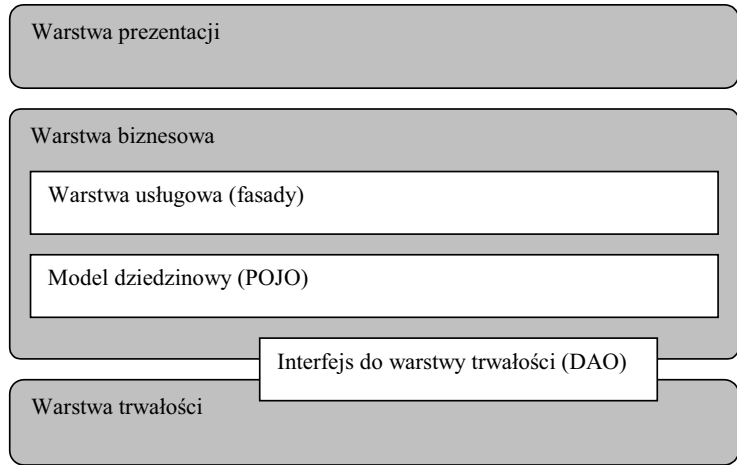 Warstwa prezentacji
Warstwa biznesowa
Warstwa usługowa (fasady)
Model dziedzinowy (POJO)
Interfejs do warstwy trwałości (DAO)
Warstwa trwałości